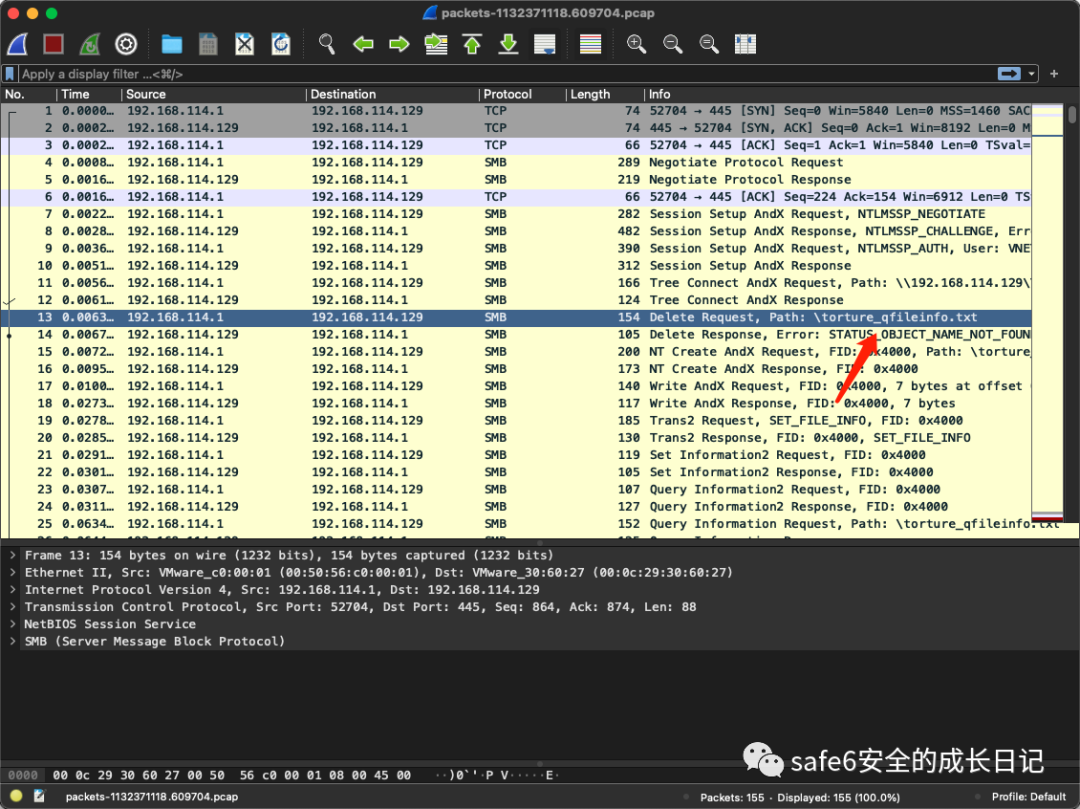 packets-1132371118.609704.pcap
Apply a display filter ...<⌘/>
No. Time Source Destination Protocol Length Info
1 0.0000... 192.168.114.1 192.168.114.129 TCP 74 52704 → 445 [SYN] Seq=0 Win=5840 Len=0 MSS=1460 SAC
2 0.0002... 192.168.114.129 192.168.114.1 TCP 74 445 → 52704 [SYN, ACK] Seq=0 Ack=1 Win=8192 Len=0 M
3 0.0002... 192.168.114.1 192.168.114.129 TCP 66 52704 → 445 [ACK] Seq=1 Ack=1 Win=5840 Len=0 TSval=
4 0.0008... 192.168.114.1 192.168.114.129 SMB 289 Negotiate Protocol Request
5 0.0016... 192.168.114.129 192.168.114.1 SMB 219 Negotiate Protocol Response
6 0.0016... 192.168.114.1 192.168.114.129 TCP 66 52704 → 445 [ACK] Seq=224 Ack=154 Win=6912 Len=0 TS
7 0.0022... 192.168.114.1 192.168.114.129 SMB 282 Session Setup AndX Request, NTLMSSP_NEGOTIATE
8 0.0028... 192.168.114.129 192.168.114.1 SMB 482 Session Setup AndX Response, NTLMSSP_CHALLENGE, Err
9 0.0036... 192.168.114.1 192.168.114.129 SMB 390 Session Setup AndX Request, NTLMSSP_AUTH, User: VNE
10 0.0051... 192.168.114.129 192.168.114.1 SMB 312 Session Setup AndX Response
11 0.0056... 192.168.114.1 192.168.114.129 SMB 166 Tree Connect AndX Request, Path: \\192.168.114.129\
12 0.0061... 192.168.114.129 192.168.114.1 SMB 124 Tree Connect AndX Response
13 0.0063... 192.168.114.1 192.168.114.129 SMB 154 Delete Request, Path: \torture_qfileinfo.txt
14 0.0067... 192.168.114.129 192.168.114.1 SMB 105 Delete Response, Error: STATUS_OBJECT_NAME_NOT_FOUN
15 0.0072... 192.168.114.1 192.168.114.129 SMB 200 NT Create AndX Request, FID: 0x4000, Path: \torture_
16 0.0095... 192.168.114.129 192.168.114.1 SMB 173 NT Create AndX Response, FID: 0x4000
17 0.0100... 192.168.114.1 192.168.114.129 SMB 140 Write AndX Request, FID: 0x4000, 7 bytes at offset
18 0.0273... 192.168.114.129 192.168.114.1 SMB 117 Write AndX Response, FID: 0x4000, 7 bytes
19 0.0278... 192.168.114.1 192.168.114.129 SMB 185 Trans2 Request, SET_FILE_INFO, FID: 0x4000
20 0.0285... 192.168.114.129 192.168.114.1 SMB 130 Trans2 Response, FID: 0x4000, SET_FILE_INFO
21 0.0291... 192.168.114.1 192.168.114.129 SMB 119 Set Information2 Request, FID: 0x4000
22 0.0301... 192.168.114.129 192.168.114.1 SMB 105 Set Information2 Response, FID: 0x4000
23 0.0307... 192.168.114.1 192.168.114.129 SMB 107 Query Information2 Request, FID: 0x4000
24 0.0311... 192.168.114.129 192.168.114.1 SMB 127 Query Information2 Response, FID: 0x4000
25 0.0634... 192.168.114.1 192.168.114.129 SMB 152 Query Information Request, Path: \torture_qfileinfo.txt
Frame 13: 154 bytes on wire (1232 bits), 154 bytes captured (1232 bits)
Ethernet II, Src: VMware_c0:00:01 (00:50:56:c0:00:01), Dst: VMware_30:60:27 (00:0c:29:30:60:27)
Internet Protocol Version 4, Src: 192.168.114.1, Dst: 192.168.114.129
Transmission Control Protocol, Src Port: 52704, Dst Port: 445, Seq: 864, Ack: 874, Len: 88
NetBIOS Session Service
SMB (Server Message Block Protocol)
safe6安全的成长日记
0000 00 0c 29 30 60 27 00 50 56 c0 00 01 08 00 45 00 ··)0`'·P V·····E·
packets-1132371118.609704.pcap Packets: 155 · Displayed: 155 (100.0%) Profile: Default